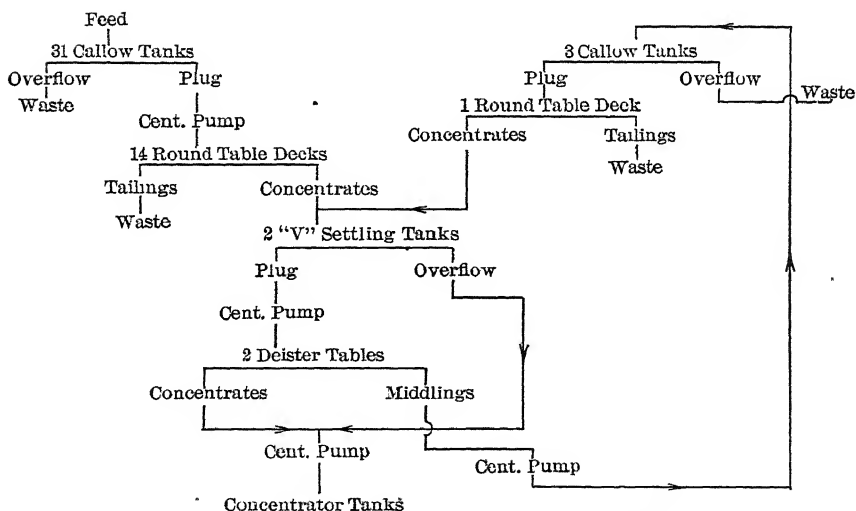 Feed
31 Callow Tanks
3 Callow Tanks
Overflow Plug
Plug Overflow
Waste
Waste
1 Round Table Deck
Cent. Pump
Concentrates Tailings
14 Round Table Decks
Waste
Tailings Concentrates
Waste
2 "V" Settling Tanks
Plug Overflow
Cent. Pump
2 Deister Tables
Concentrates Middlings
Cent. Pump
Cent. Pump
Concentrator Tanks